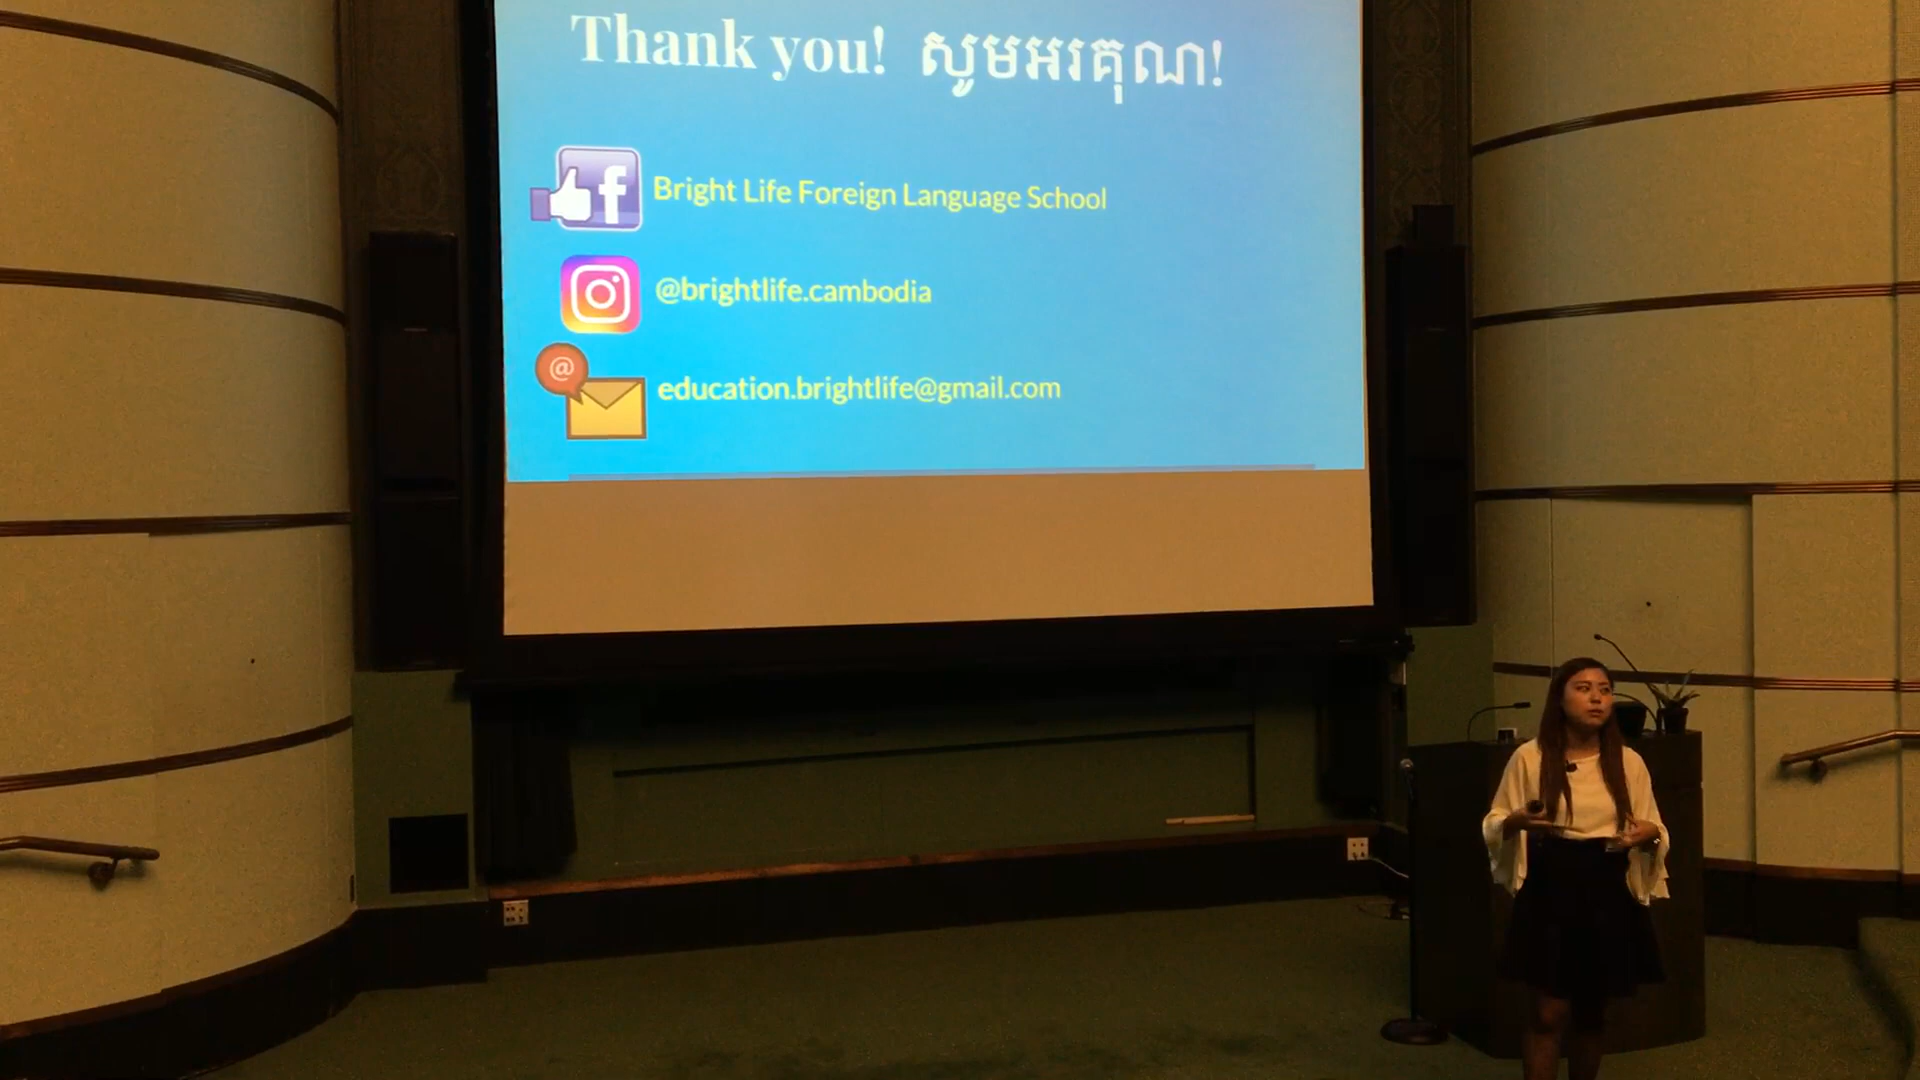 Thank you! សូមអរគុណ!
f Bright Life Foreign Language School
@brightlife.cambodia
@ education.brightlife@gmail.com